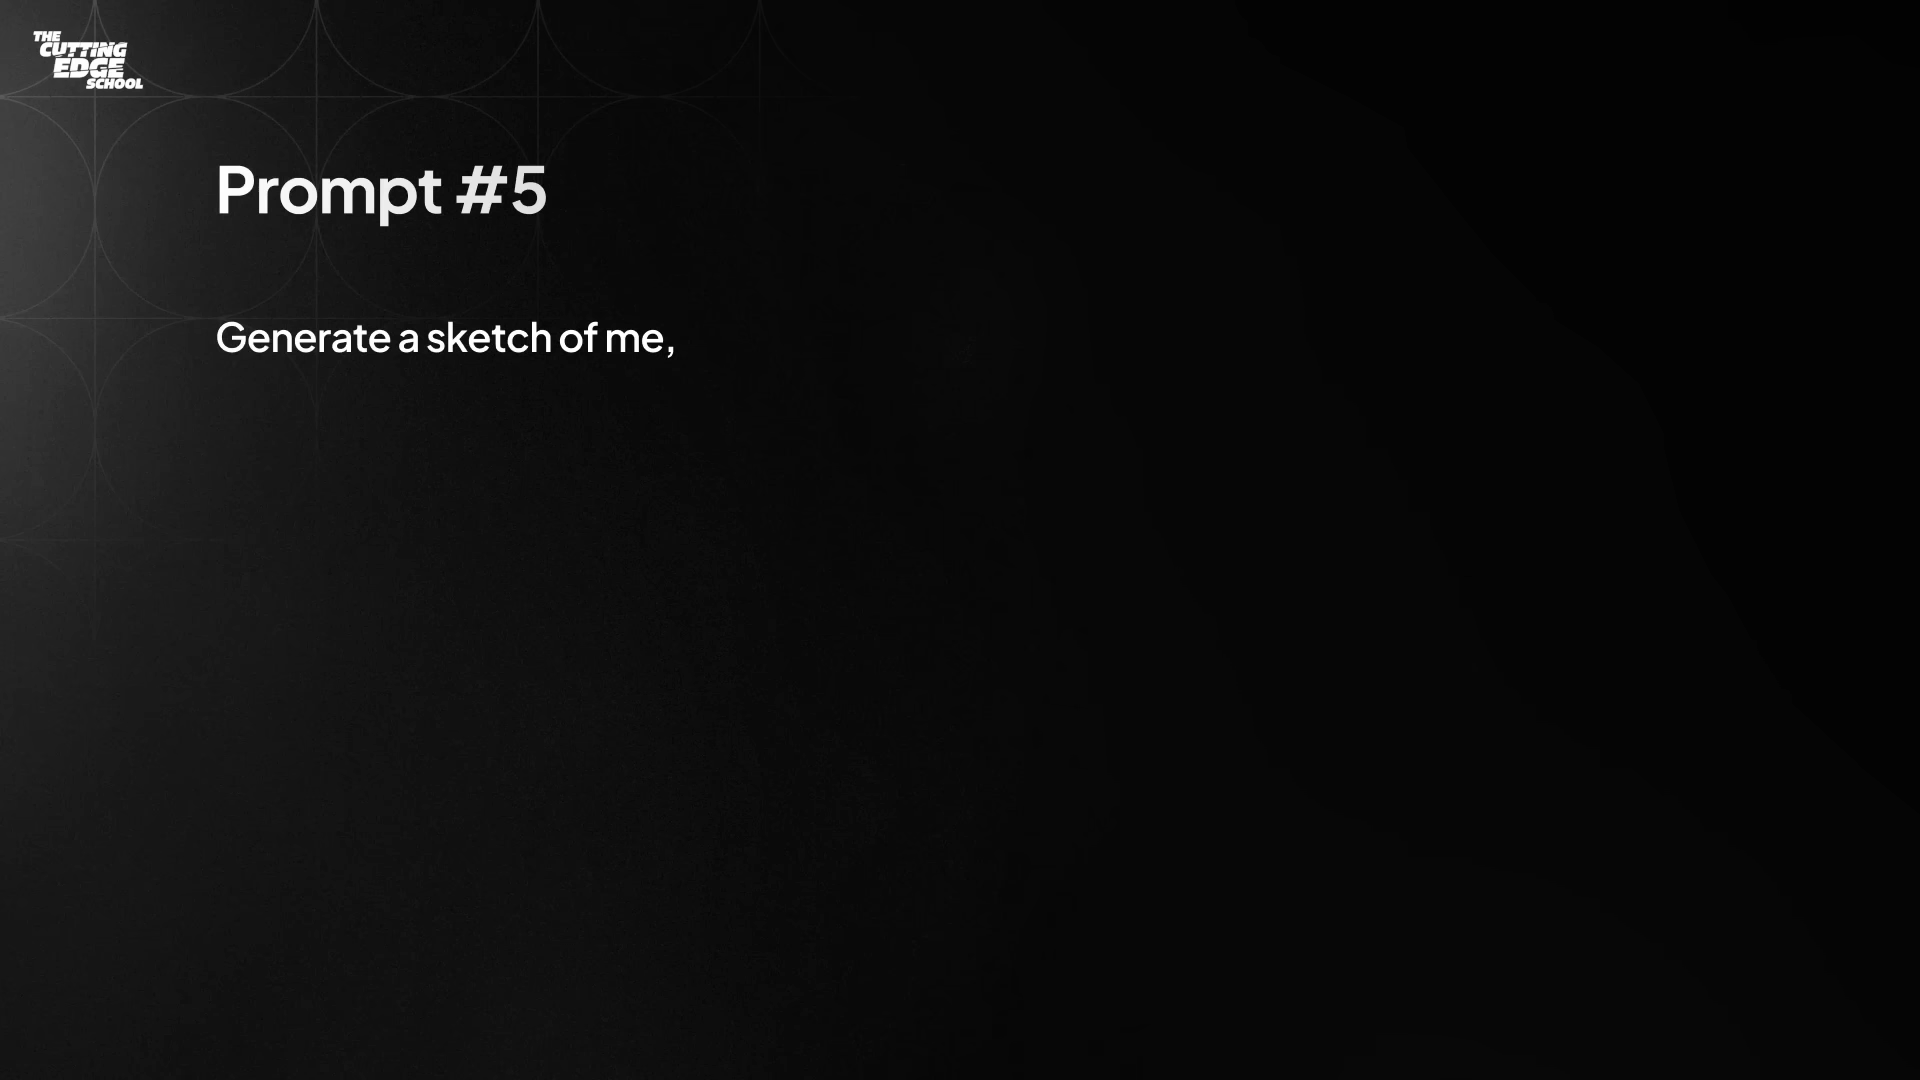 THE
CUTTING
EDGE
SCHOOL
Prompt #5
Generate a sketch of me,